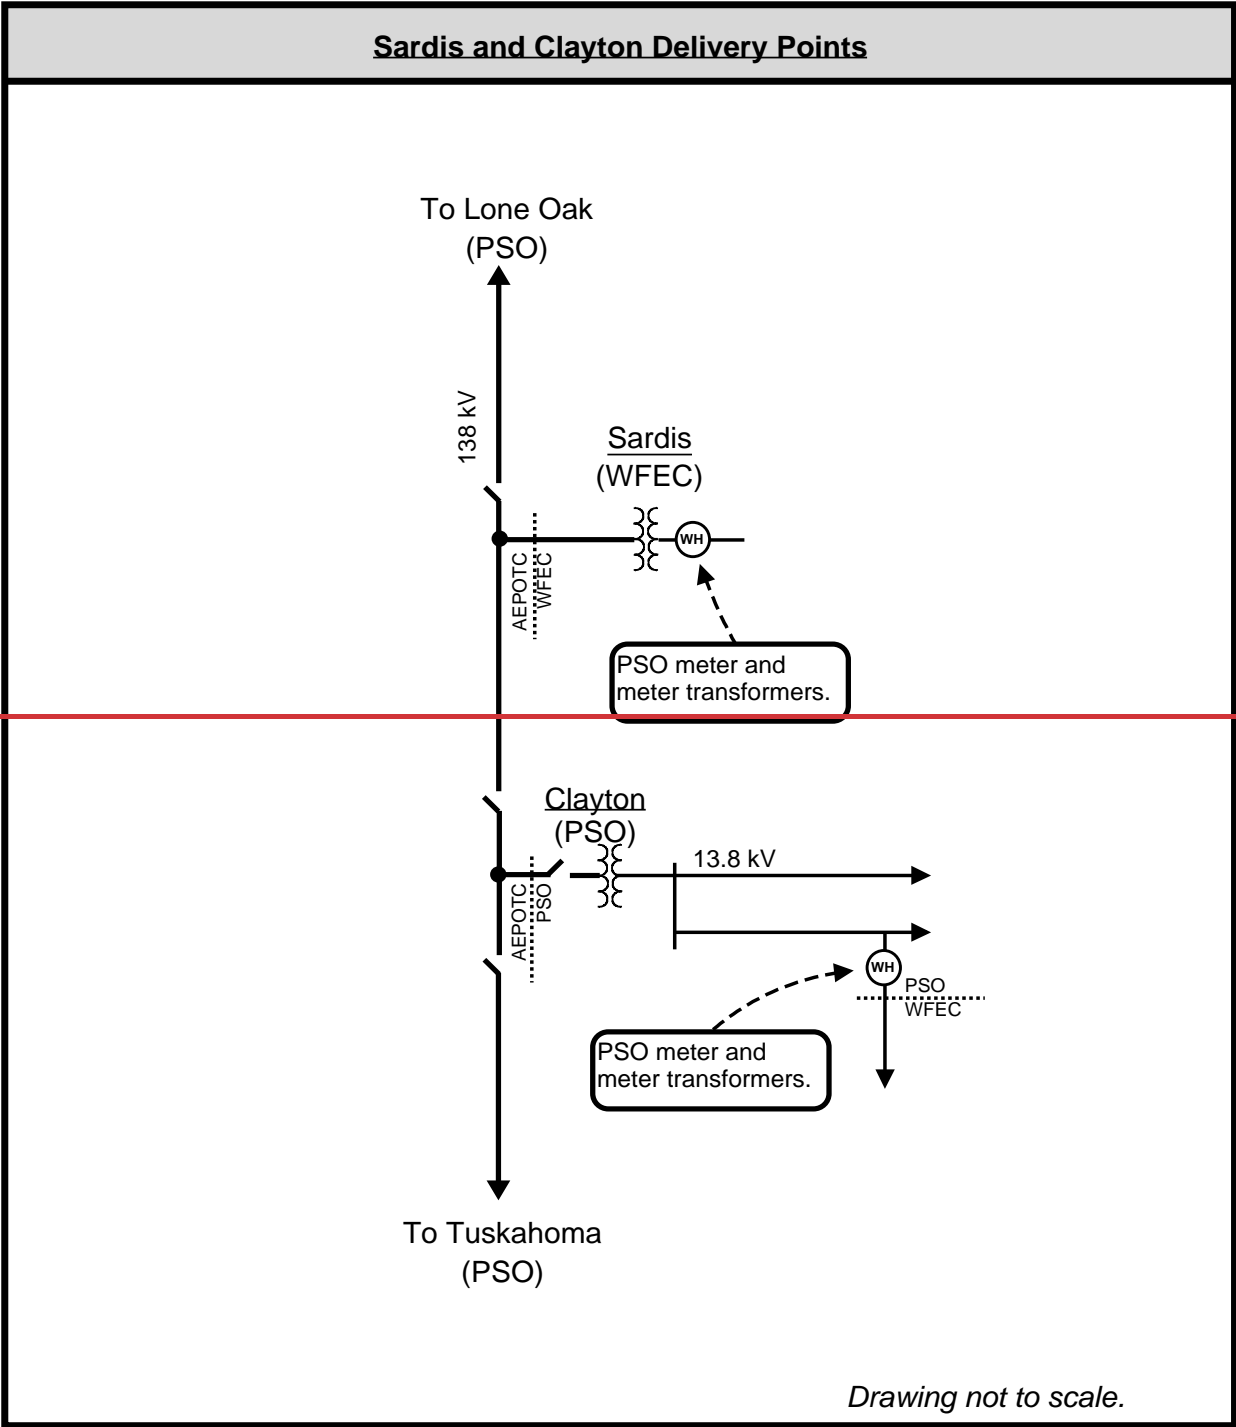 Sardis and Clayton Delivery Points
To Lone Oak
(PSO)
138 kV
Sardis
(WFEC)
WH
AEPOTC
WFEC
PSO meter and
meter transformers.
Clayton
(PSO)
13.8 kV
AEPOTC
PSO
WH
PSO
WFEC
PSO meter and
meter transformers.
To Tuskahoma
(PSO)
Drawing not to scale.